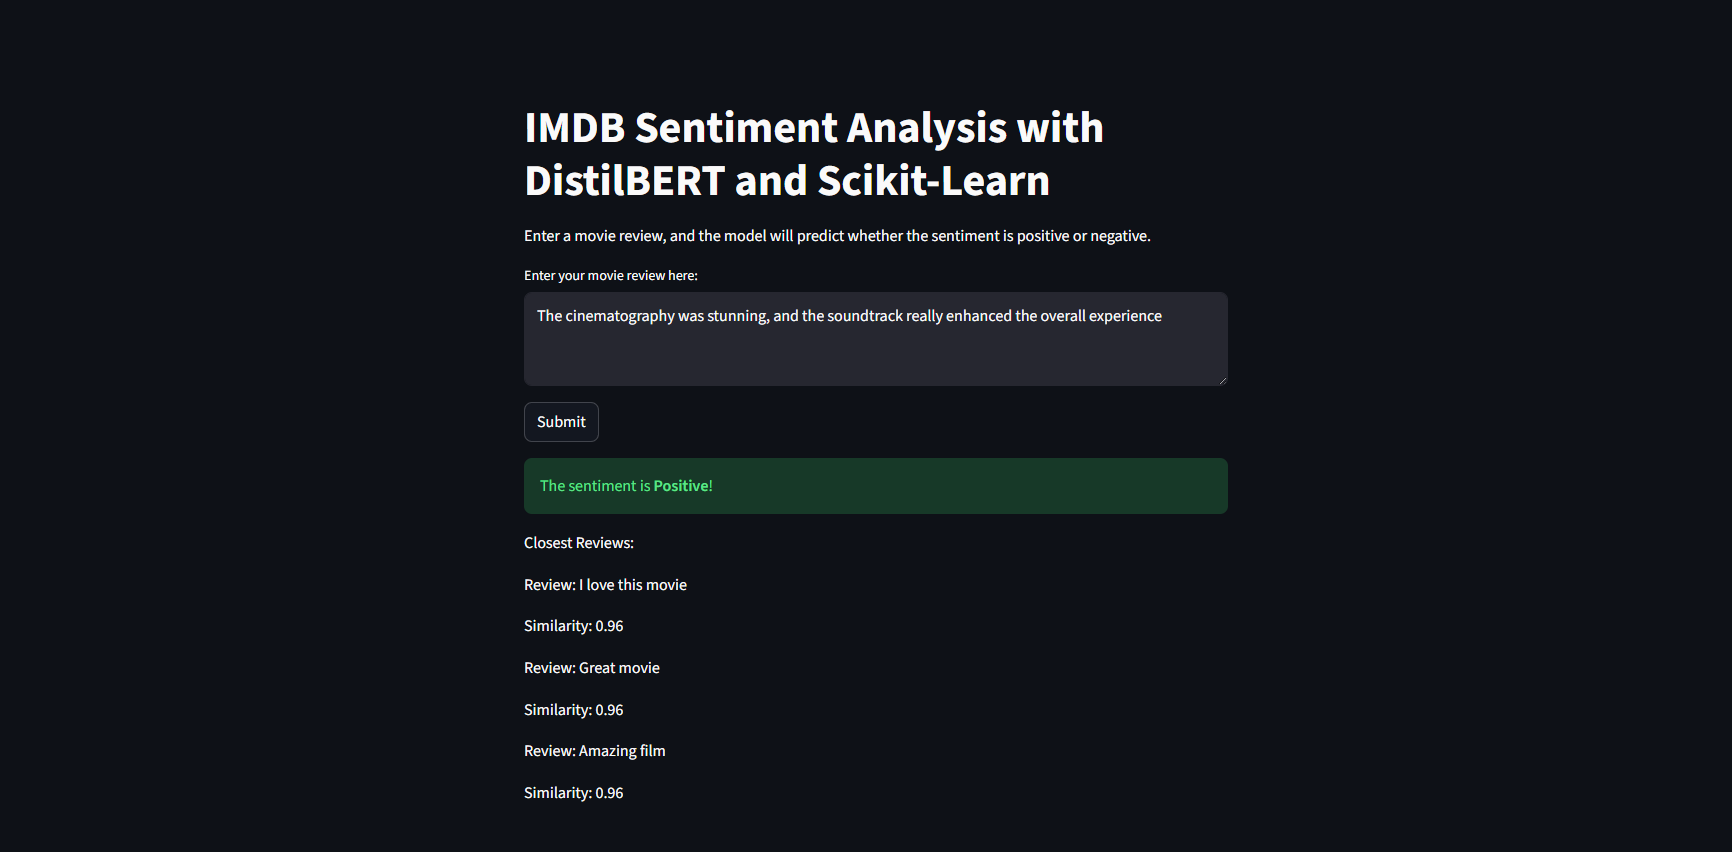 IMDB Sentiment Analysis with
DistilBERT and Scikit-Learn
Enter a movie review, and the model will predict whether the sentiment is positive or negative.
Enter your movie review here:
The cinematography was stunning, and the soundtrack really enhanced the overall experience
Submit
The sentiment is Positive!
Closest Reviews:
Review: I love this movie
Similarity: 0.96
Review: Great movie
Similarity: 0.96
Review: Amazing film
Similarity: 0.96